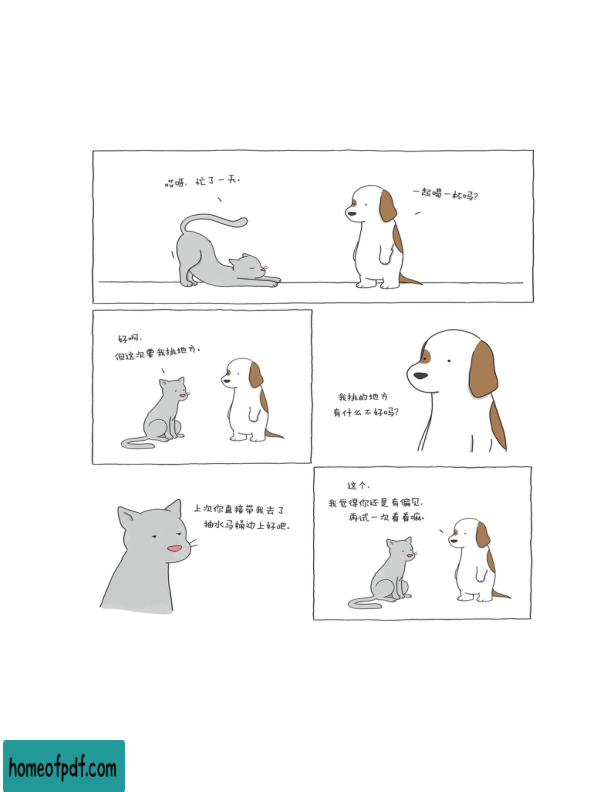 哎呀，忙了一天。
一起喝一杯吗？
好啊，
但这次要我挑地方。
我挑的地方
有什么不好吗？
上次你直接带我去了
抽水马桶边上好吧。
这个，
我觉得你还是有偏见，
再试一次看看嘛。
homeofpdf.com